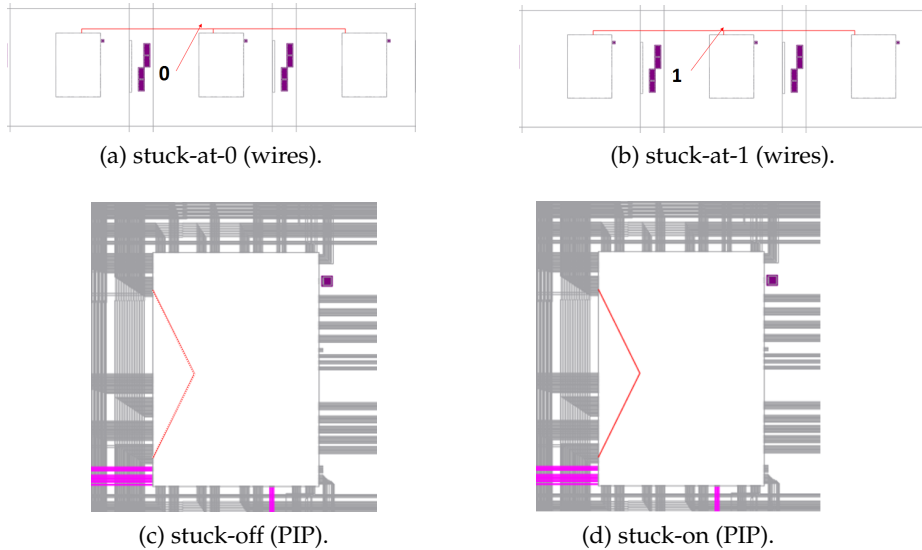 0
1
(a) stuck-at-0 (wires).
(b) stuck-at-1 (wires).
(c) stuck-off (PIP).
(d) stuck-on (PIP).